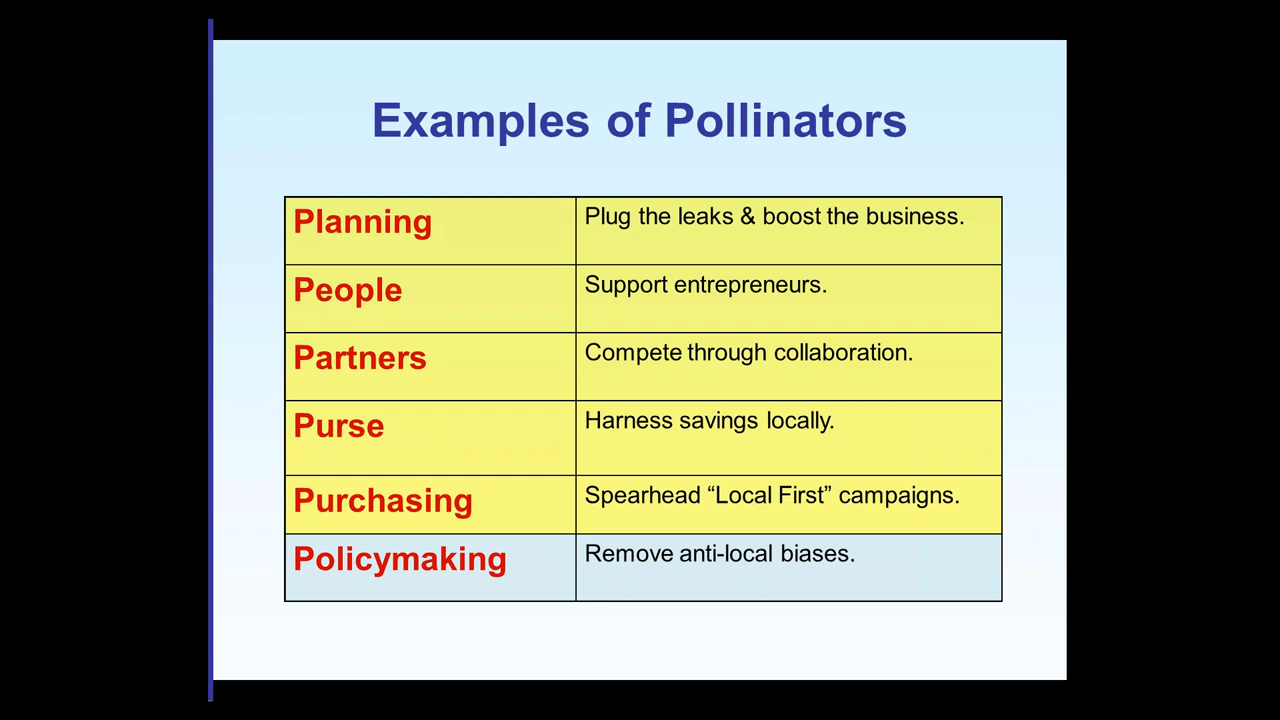 Examples of Pollinators
Planning
Plug the leaks & boost the business.
People
Support entrepreneurs.
Partners
Compete through collaboration.
Purse
Harness savings locally.
Purchasing
Spearhead “Local First” campaigns.
Policymaking
Remove anti-local biases.